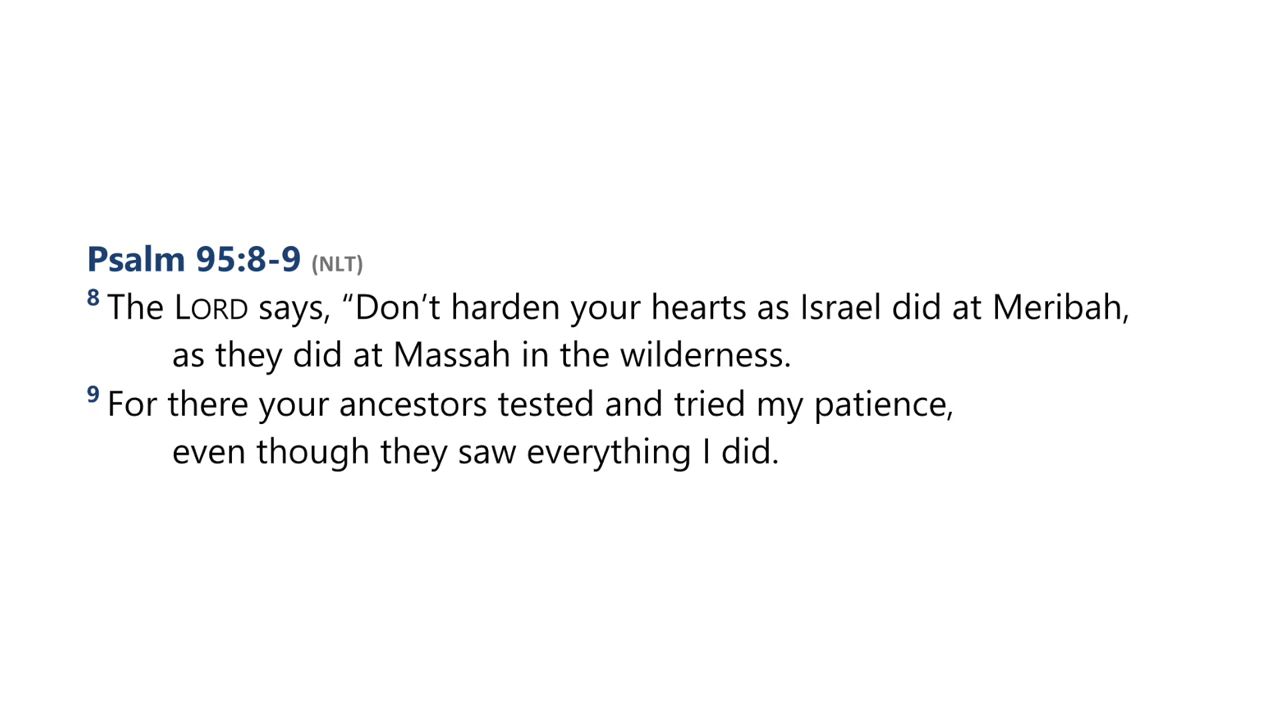 Psalm 95:8-9 (NLT)
8 The LORD says, “Don’t harden your hearts as Israel did at Meribah,
as they did at Massah in the wilderness.
9 For there your ancestors tested and tried my patience,
even though they saw everything I did.